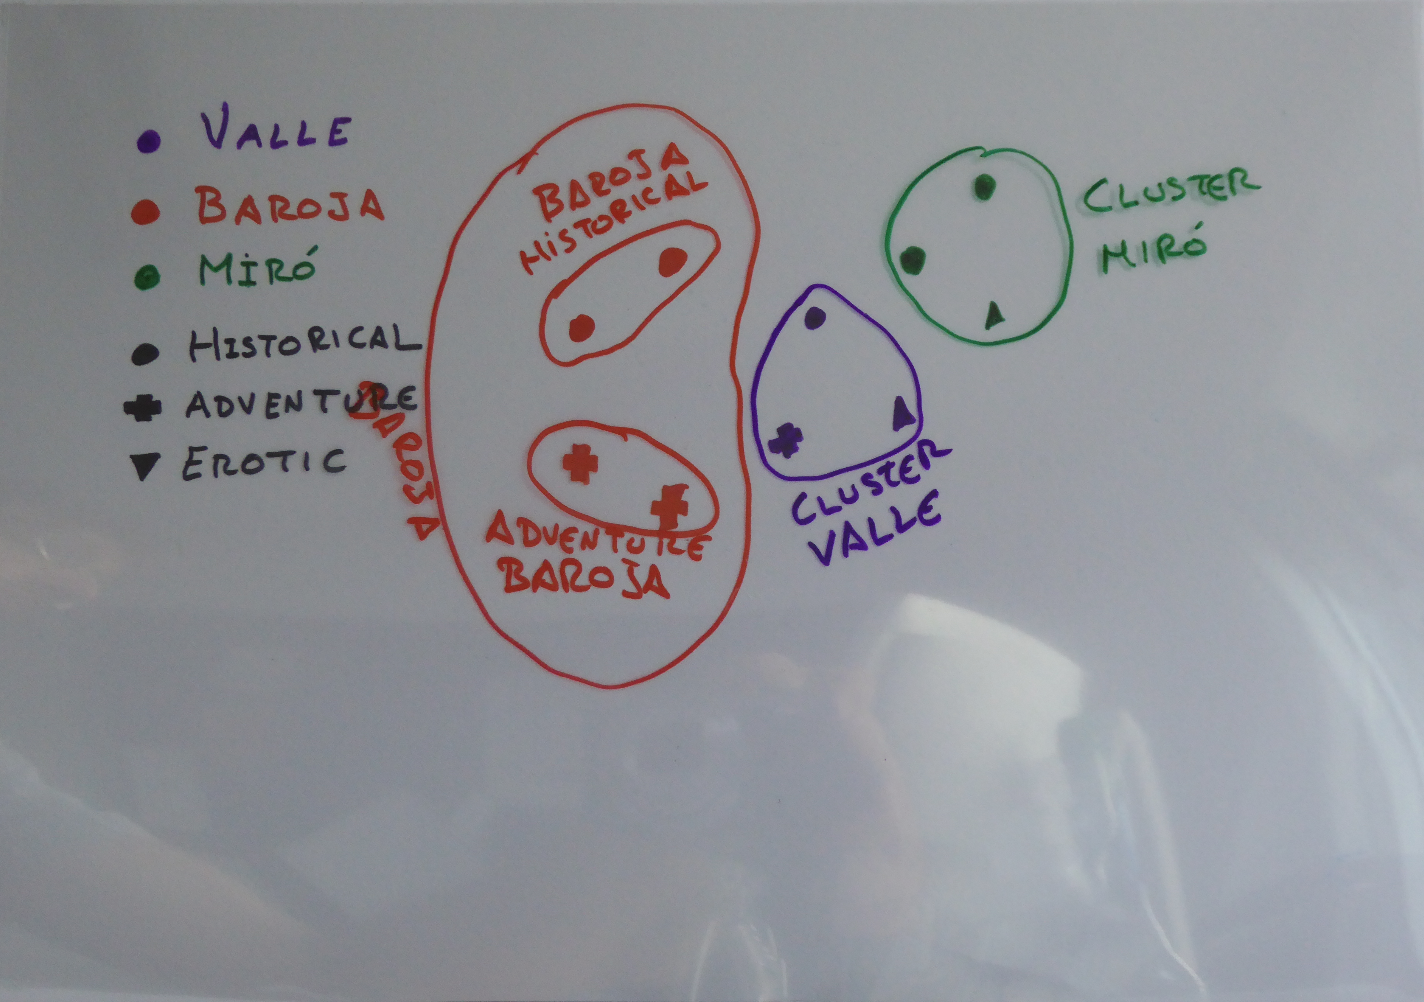 VALLE
BAROJA
MIRÓ
HISTORICAL
ADVENTURE
EROTIC
BAROJA
BAROJA
HISTORICAL
ADVENTURE
BAROJA
CLUSTER
VALLE
CLUSTER
MIRÓ